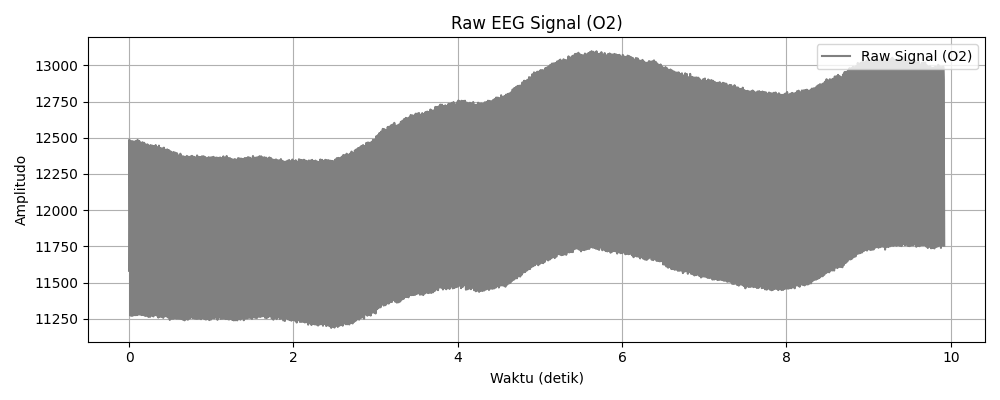 Raw EEG Signal (O2)
Raw Signal (O2)
13000
12750
12500
12250
12000
11750
11500
11250
Amplitudo
0 2 4 6 8 10
Waktu (detik)